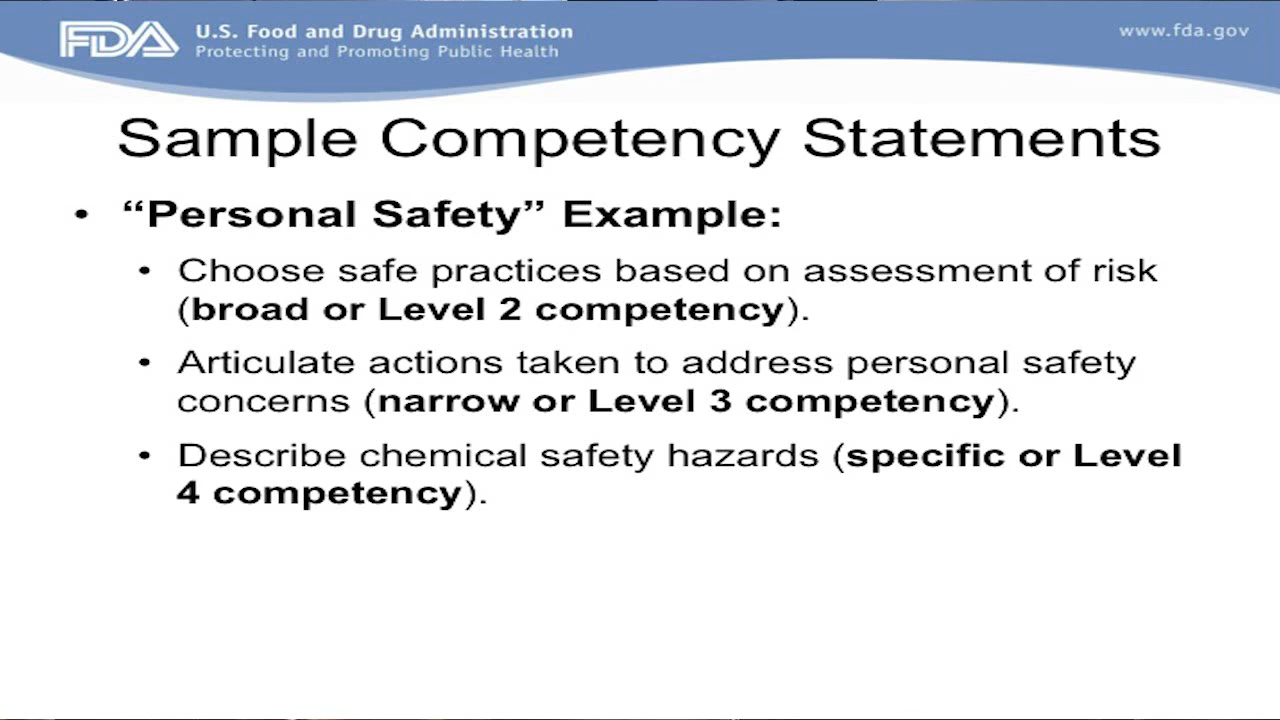 FDA U.S. Food and Drug Administration
Protecting and Promoting Public Health
www.fda.gov
Sample Competency Statements
• “Personal Safety” Example:
• Choose safe practices based on assessment of risk
(broad or Level 2 competency).
• Articulate actions taken to address personal safety
concerns (narrow or Level 3 competency).
• Describe chemical safety hazards (specific or Level
4 competency).